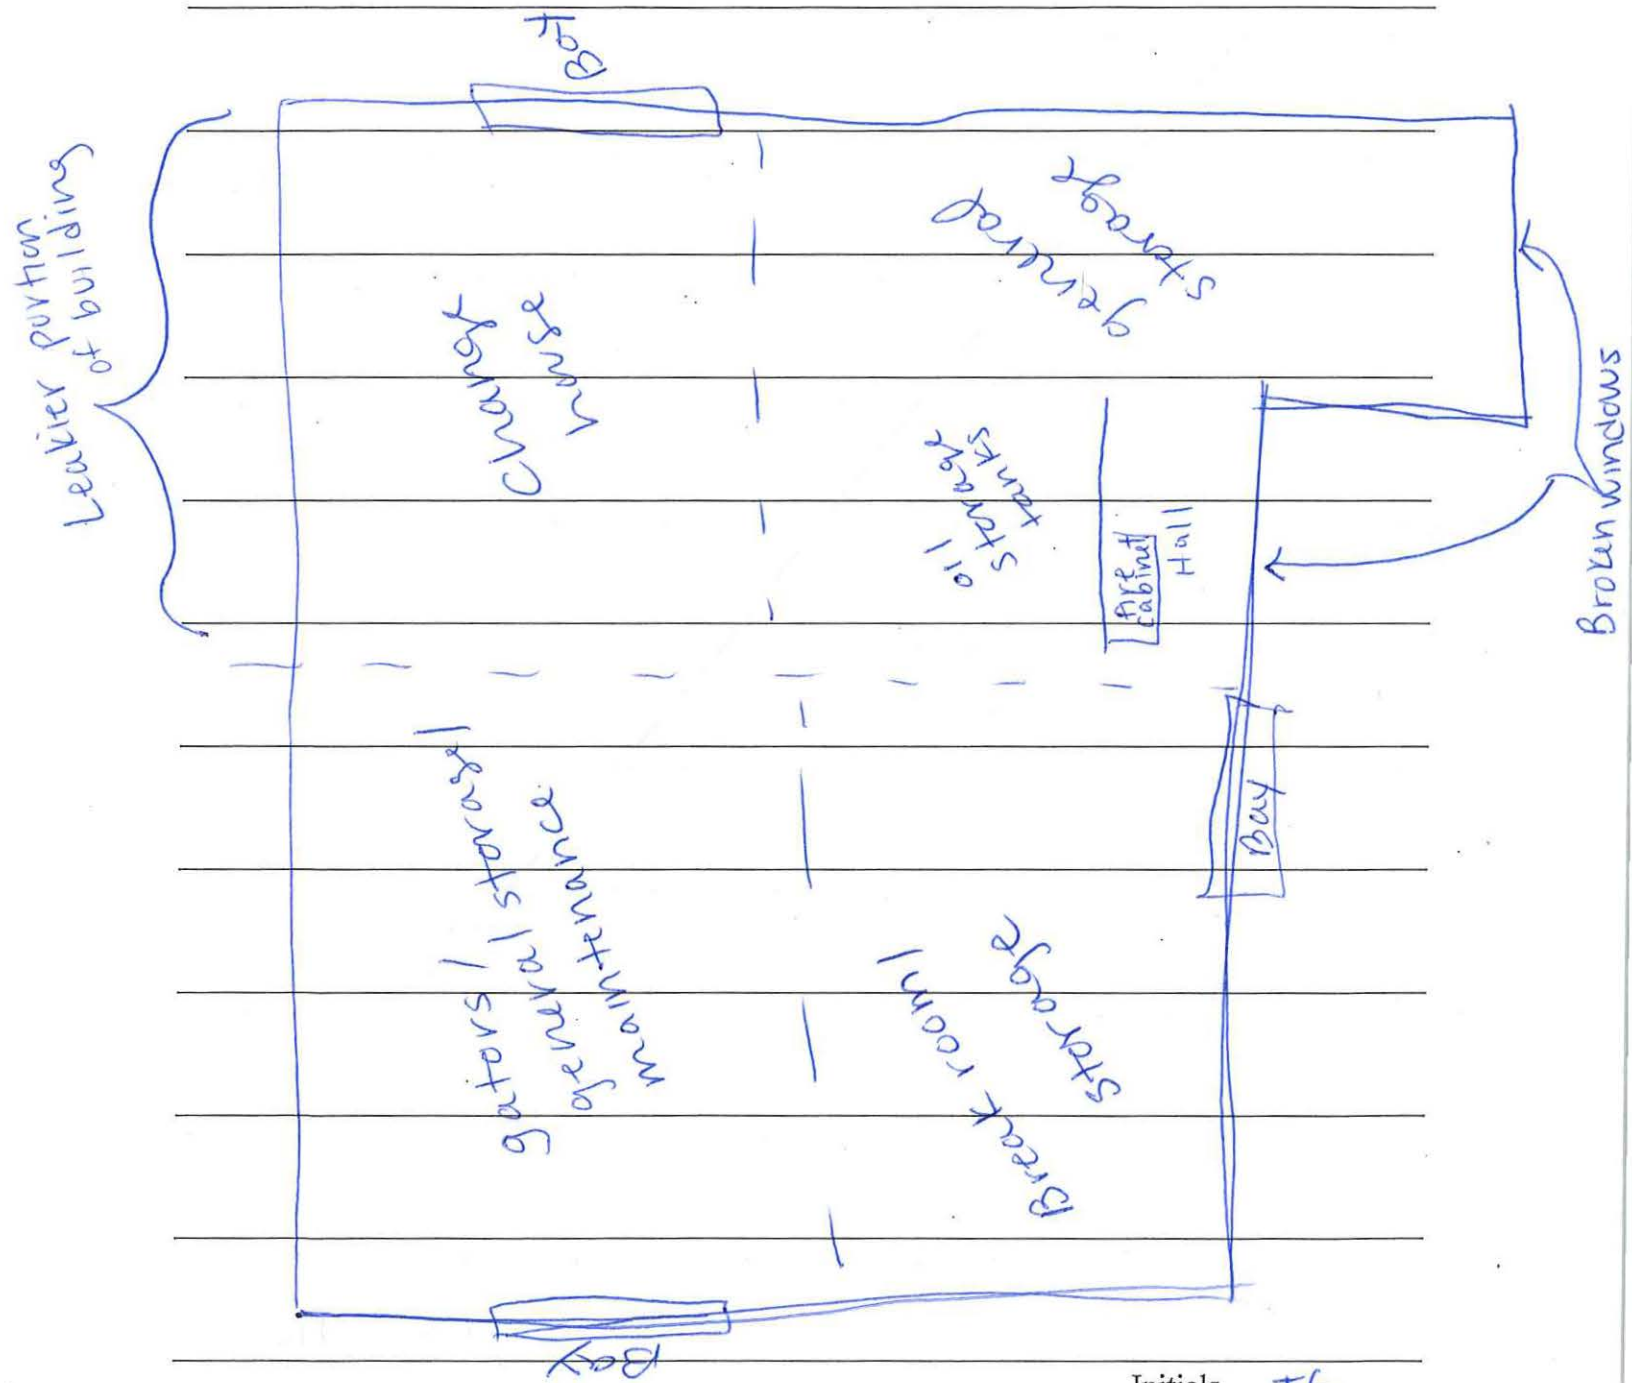 Bay
Leakier portion
of building
general
storage
Change
house
oil
storage
tanks
Fire
cabinet
Hall
Broken windows
Bay
gators/
general storage/
maintenance
Break room/
storage
Bay
Initials